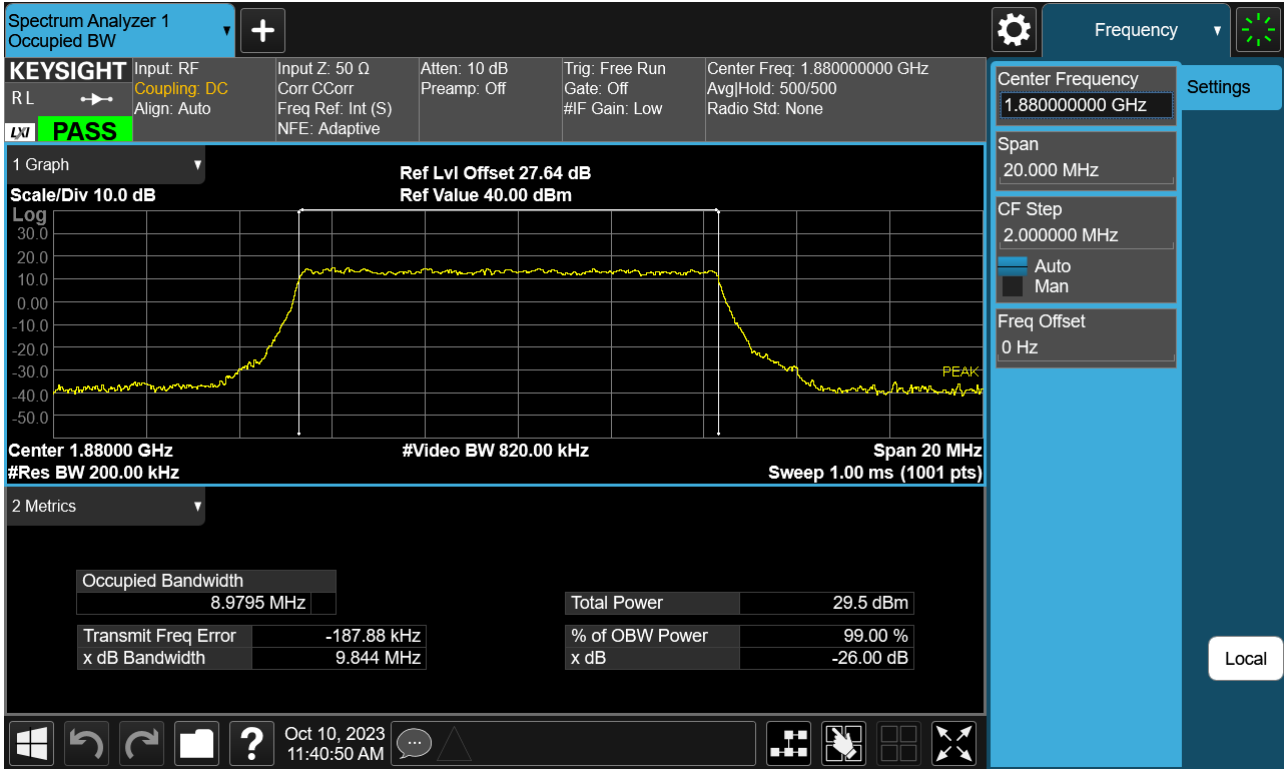 Spectrum Analyzer 1
Occupied BW
Frequency
KEYSIGHT
R L
LXI
PASS
Input: RF
Coupling: DC
Align: Auto
Input Z: 50 Ω
Corr CCorr
Freq Ref: Int (S)
NFE: Adaptive
Atten: 10 dB
Preamp: Off
Trig: Free Run
Gate: Off
#IF Gain: Low
Center Freq: 1.880000000 GHz
Avg|Hold: 500/500
Radio Std: None
Center Frequency
1.880000000 GHz
Settings
Span
20.000 MHz
CF Step
2.000000 MHz
Auto
Man
Freq Offset
0 Hz
Local
1 Graph
Scale/Div 10.0 dB
Ref Lvl Offset 27.64 dB
Ref Value 40.00 dBm
Log
30.0
20.0
10.0
0.00
-10.0
-20.0
-30.0
-40.0
-50.0
PEAK
Center 1.88000 GHz
#Video BW 820.00 kHz
Span 20 MHz
#Res BW 200.00 kHz
Sweep 1.00 ms (1001 pts)
2 Metrics
Occupied Bandwidth
8.9795 MHz
Total Power 29.5 dBm
Transmit Freq Error -187.88 kHz
% of OBW Power 99.00 %
x dB Bandwidth 9.844 MHz
x dB -26.00 dB
Oct 10, 2023
11:40:50 AM